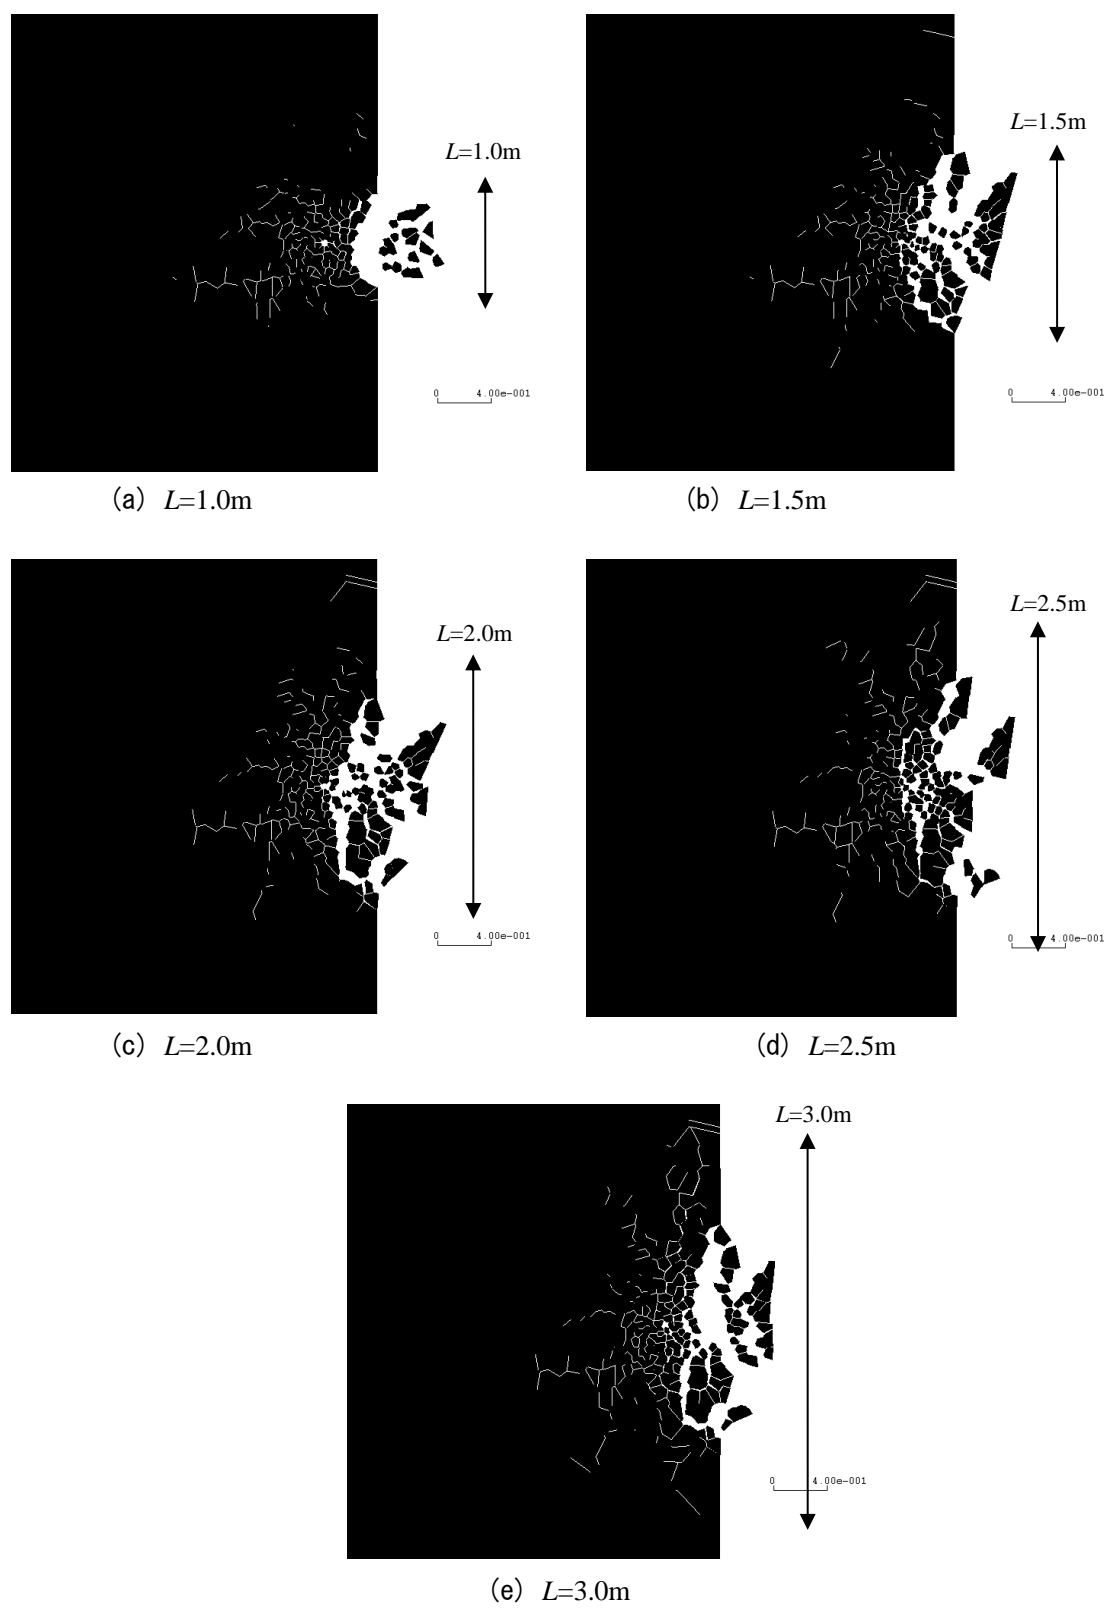 L=1.0m
0 4.00e-001
(a) L=1.0m
L=1.5m
0 4.00e-001
(b) L=1.5m
L=2.0m
0 4.00e-001
(c) L=2.0m
L=2.5m
0 4.00e-001
(d) L=2.5m
L=3.0m
0 4.00e-001
(e) L=3.0m